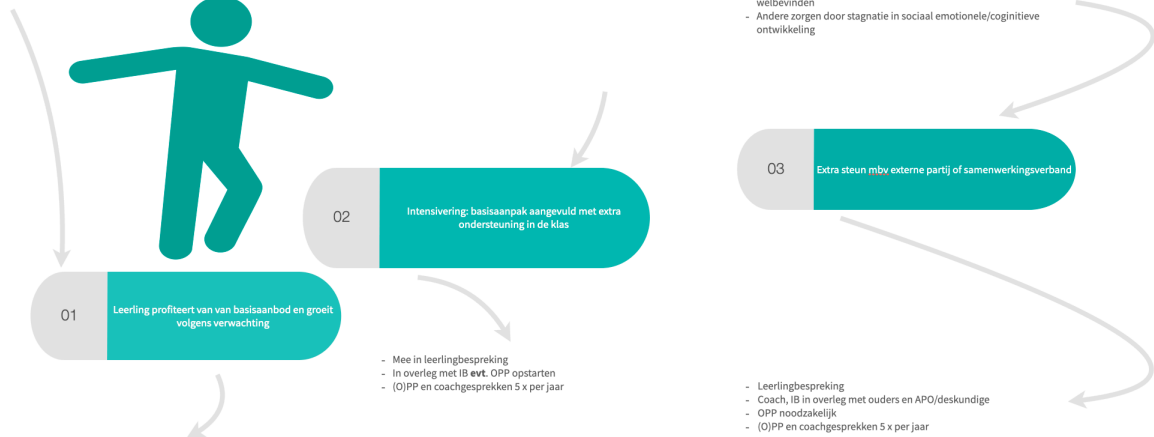 welbevinden
- Andere zorgen door stagnatie in sociaal emotionele/coginitieve
ontwikkeling
03
Extra steun mbv externe partij of samenwerkingsverband
02
Intensivering: basisaanpak aangevuld met extra
ondersteuning in de klas
01
Leerling profiteert van van basisaanbod en groeit
volgens verwachting
- Mee in leerlingbespreking
- In overleg met IB evt. OPP opstarten
- (O)PP en coachgesprekken 5 x per jaar
- Leerlingbespreking
- Coach, IB in overleg met ouders en APO/deskundige
- OPP noodzakelijk
- (O)PP en coachgesprekken 5 x per jaar